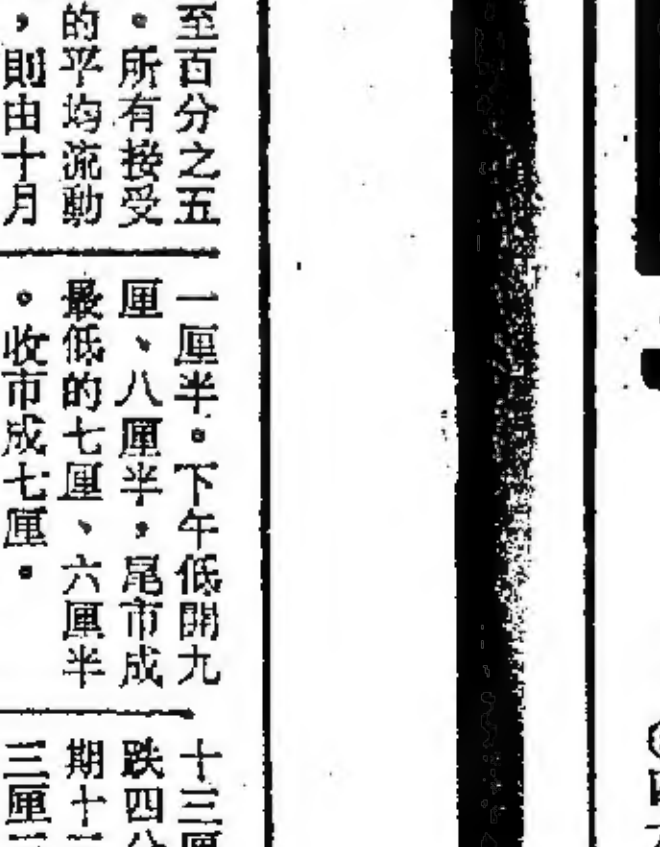 至百分之五
。所有接受
的平均流動
，則由十月
一厘半。下午低開九
厘、八厘半，尾市成
最低的七厘、六厘半
。收市成七厘。
十三厘
跌四分
期十
三厘